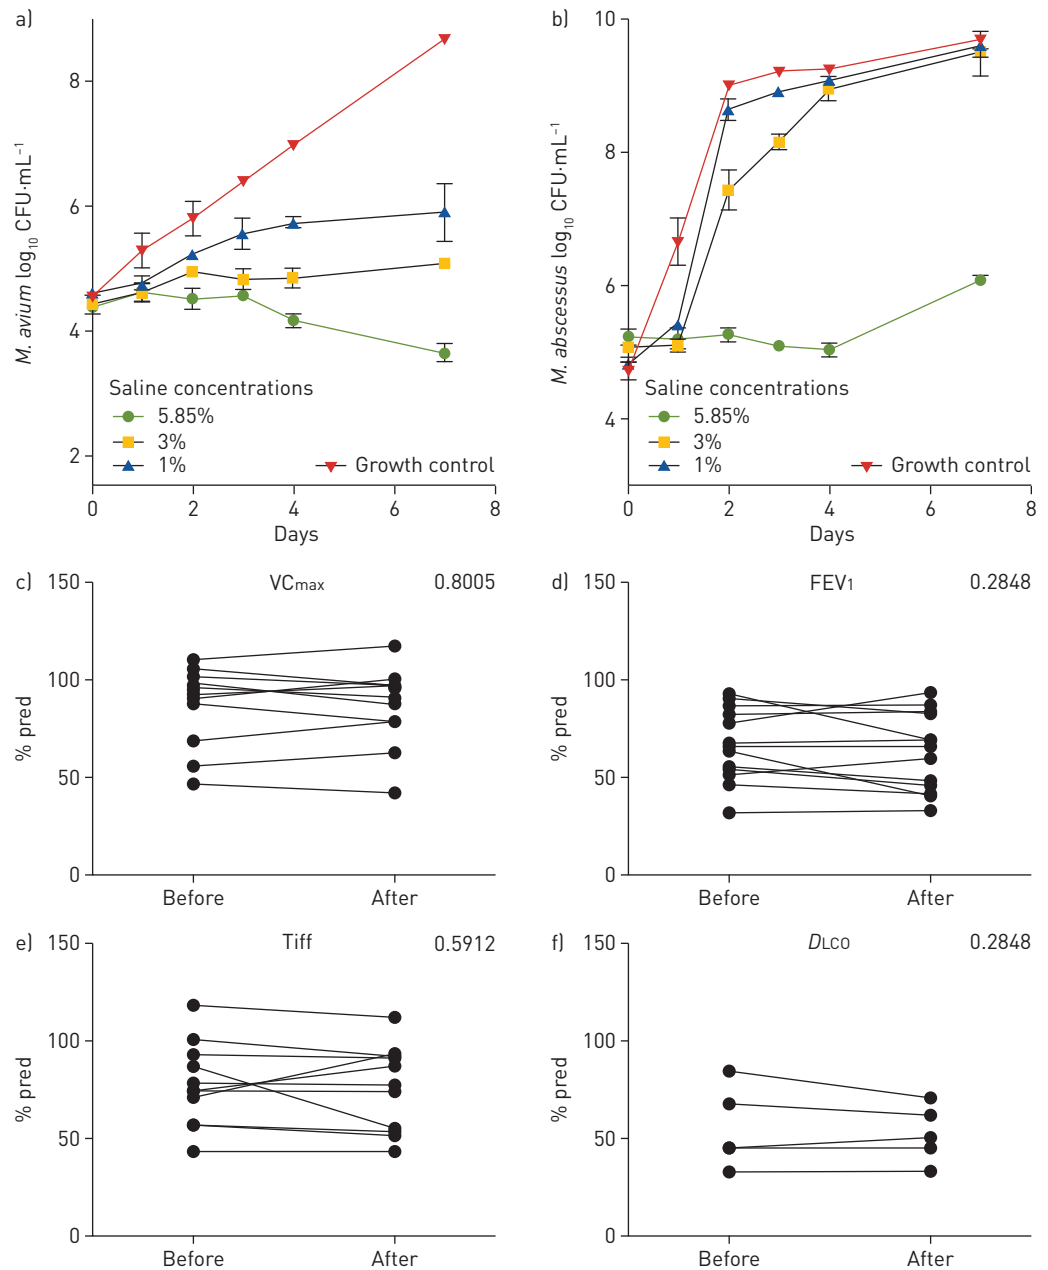 a)
8
6
4
2
M. avium log10 CFU·mL−1
Saline concentrations
5.85%
3%
1%
Growth control
0 2 4 6 8
Days
b)
10
8
6
4
M. abscessus log10 CFU·mL−1
Saline concentrations
5.85%
3%
1%
Growth control
0 2 4 6 8
Days
c)
VCmax
0.8005
150
100
50
0
% pred
Before After
d)
FEV1
0.2848
150
100
50
0
% pred
Before After
e)
Tiff
0.5912
150
100
50
0
% pred
Before After
f)
DLCO
0.2848
150
100
50
0
% pred
Before After